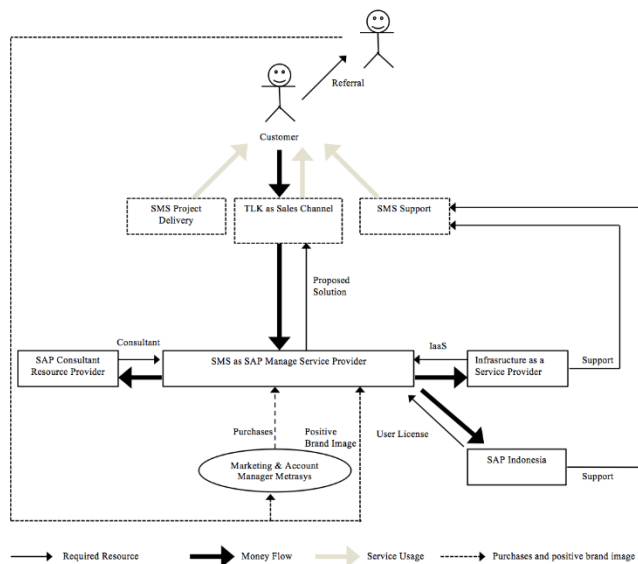 Referral
Customer
SMS Project
Delivery
TLK as Sales Channel
SMS Support
Proposed
Solution
Consultant
IaaS
SAP Consultant
Resource Provider
SMS as SAP Manage Service Provider
Infrasructure as a
Service Provider
Support
Purchases
Positive
Brand Image
User License
Marketing & Account
Manager Metrasys
SAP Indonesia
Support
Required Resource
Money Flow
Service Usage
Purchases and positive brand image